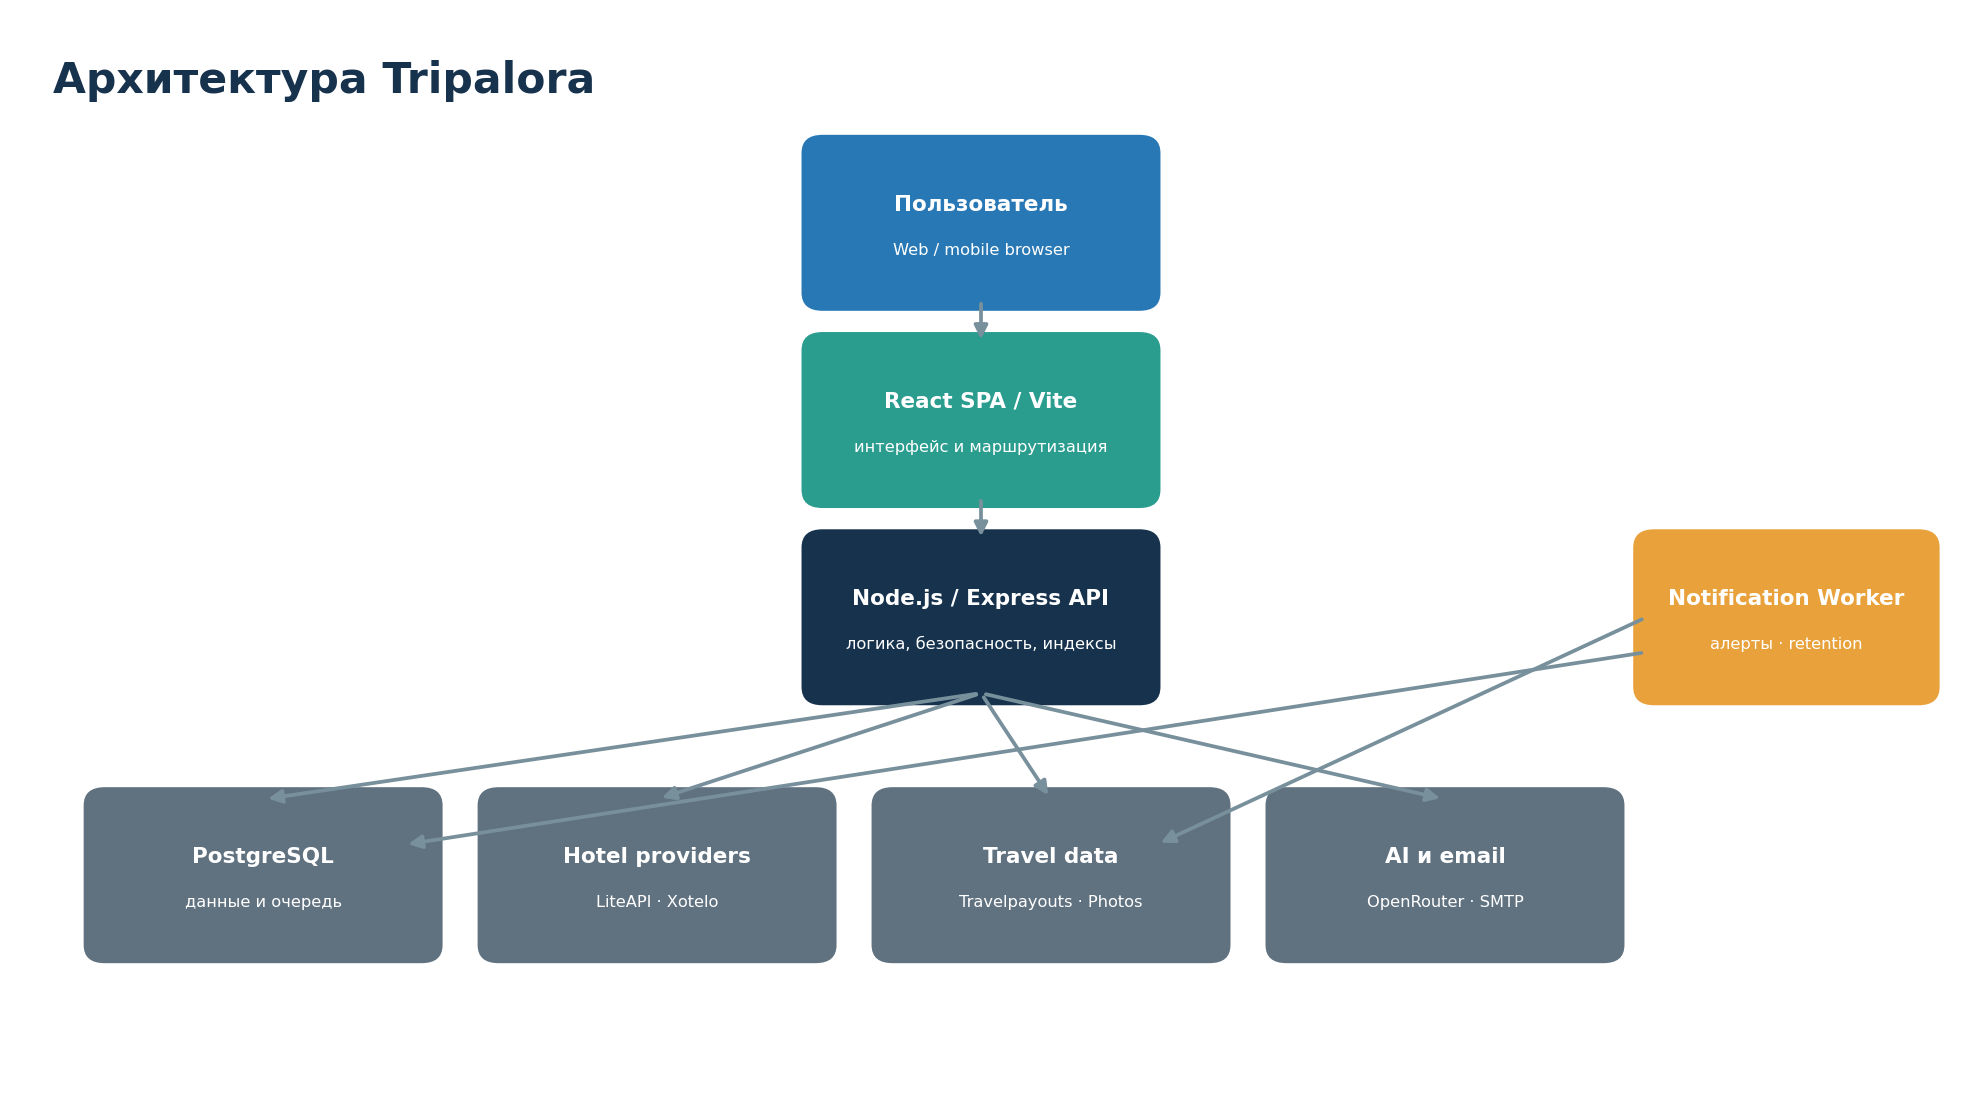 Архитектура Tripalora
Пользователь
Web / mobile browser
React SPA / Vite
интерфейс и маршрутизация
Node.js / Express API
логика, безопасность, индексы
Notification Worker
алерты · retention
PostgreSQL
данные и очередь
Hotel providers
LiteAPI · Xotelo
Travel data
Travelpayouts · Photos
AI и email
OpenRouter · SMTP